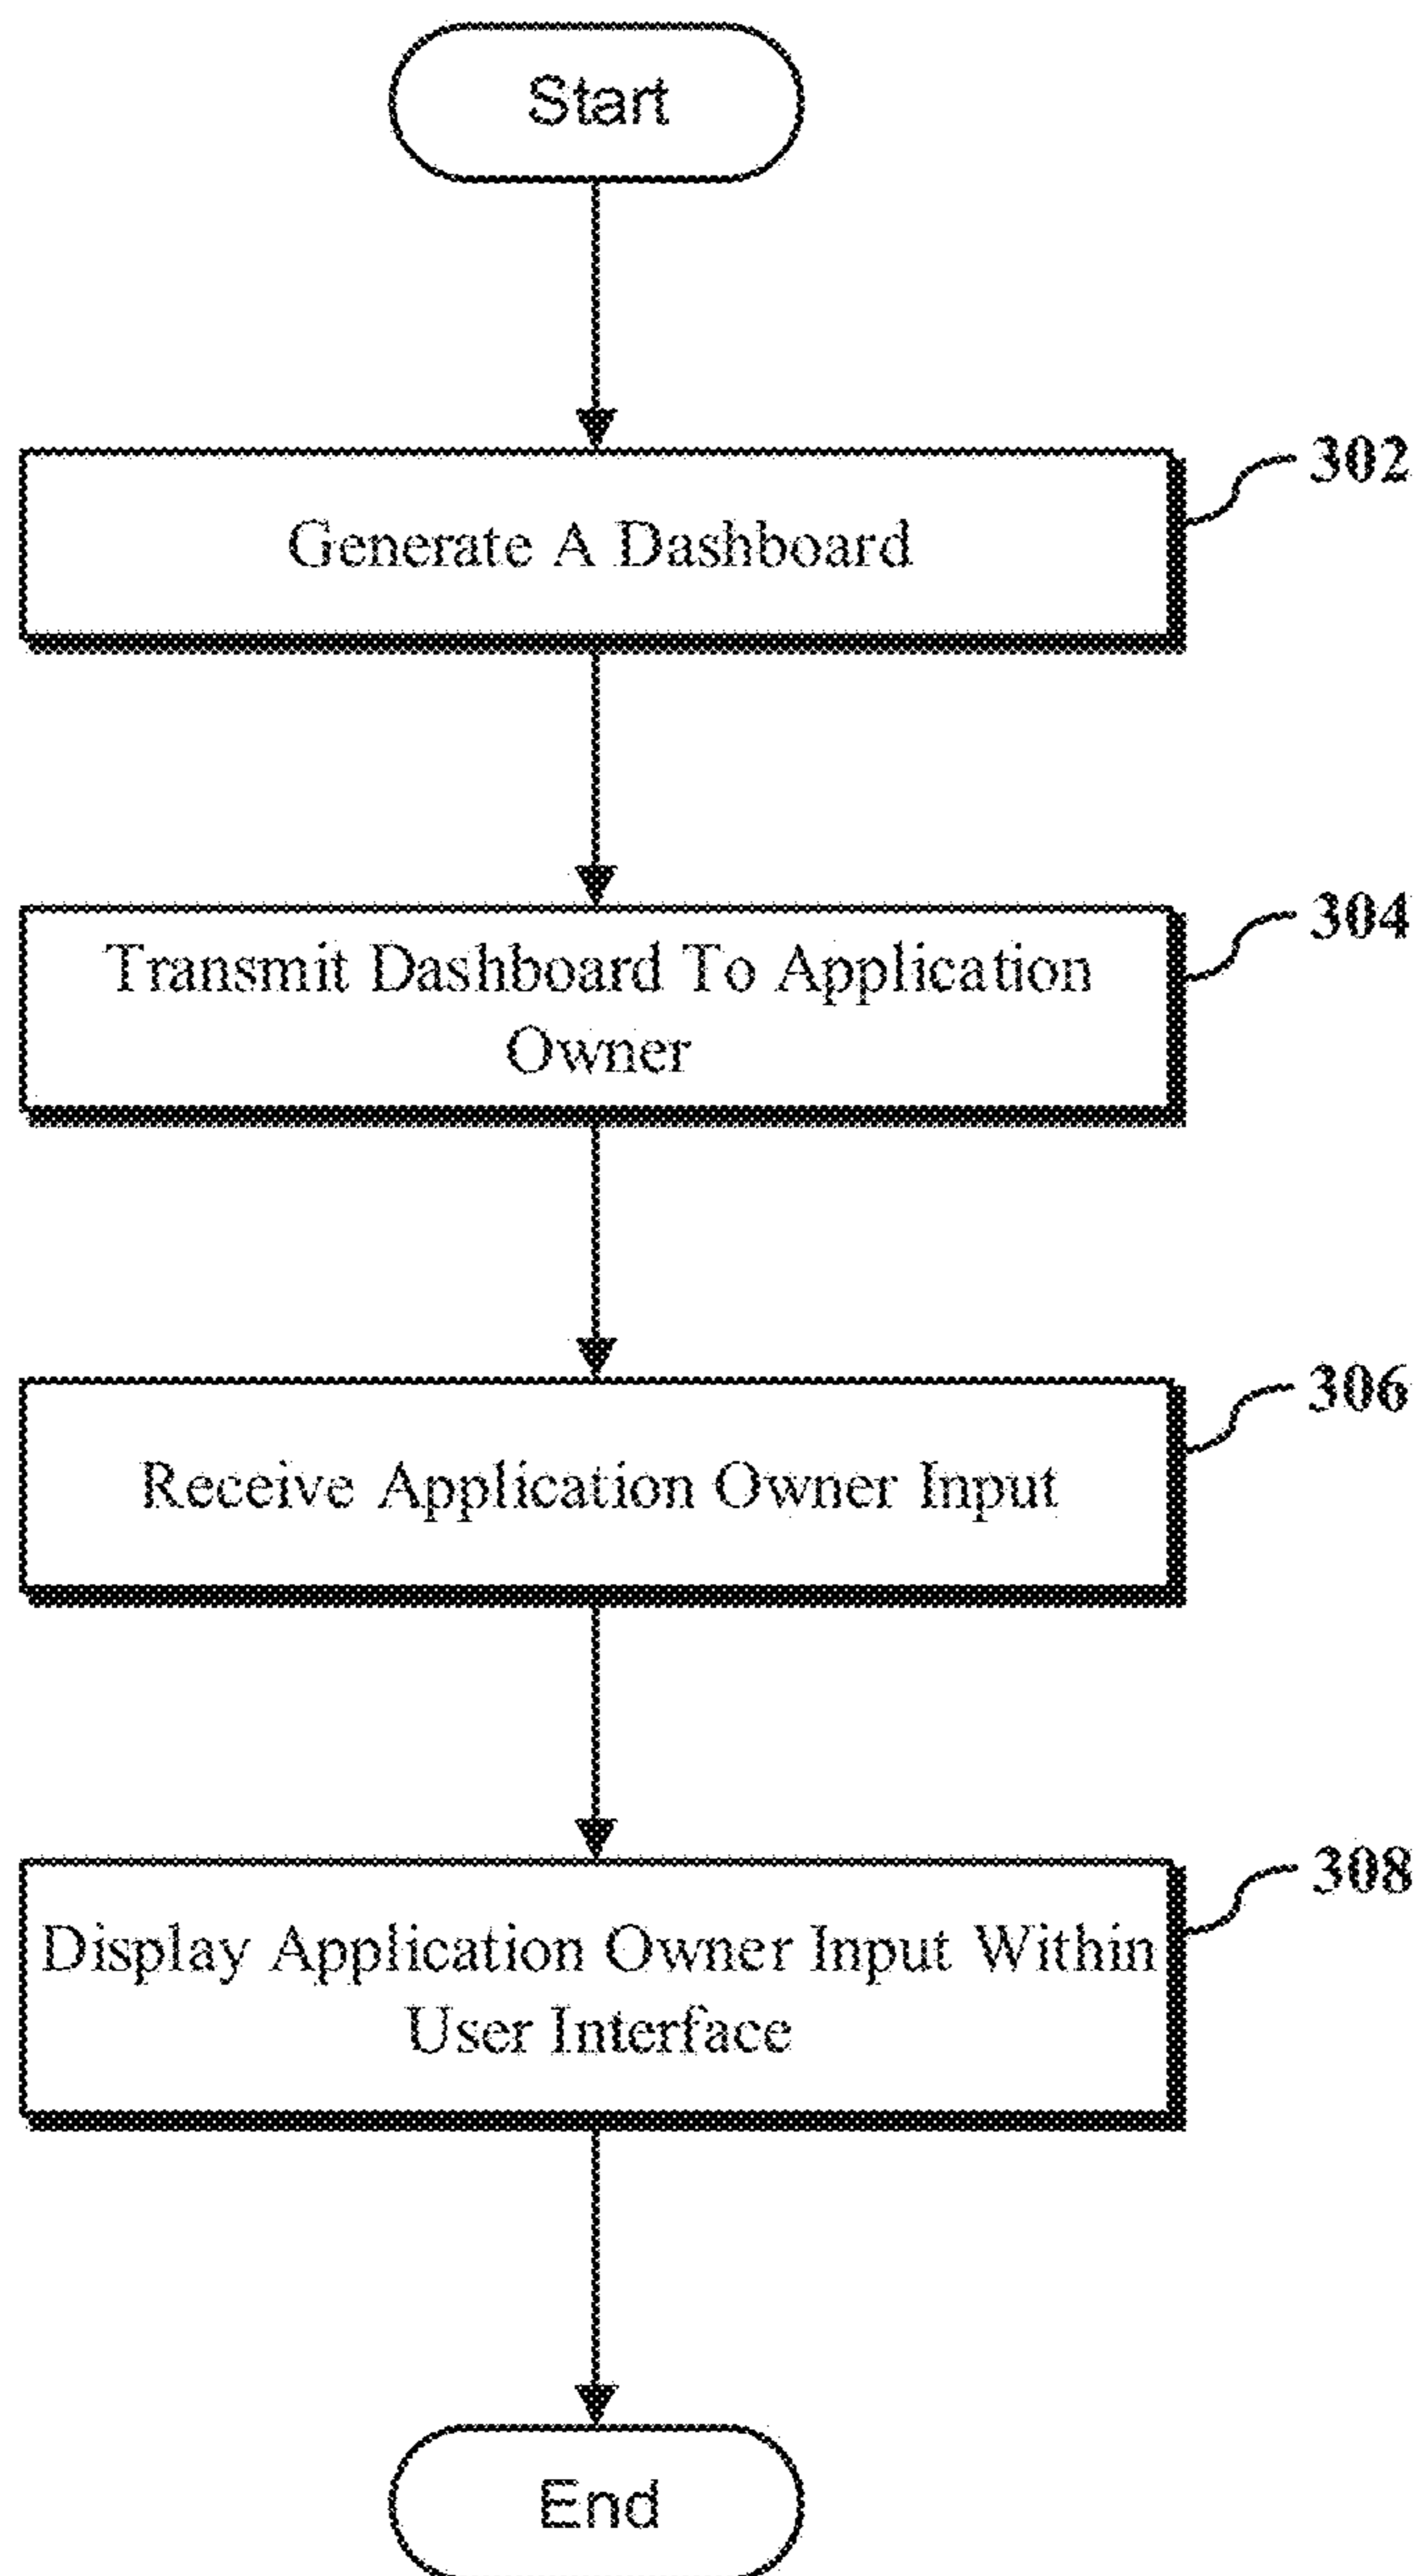 Start
302
Generate A Dashboard
304
Transmit Dashboard To Application
Owner
306
Receive Application Owner Input
308
Display Application Owner Input Within
User Interface
End